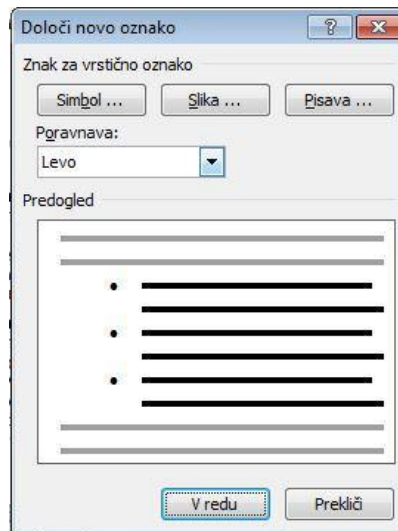 Določi novo oznako
Znak za vrstično oznako
Simbol ...
Slika ...
Pisava ...
Poravnava:
Levo
Predogled
V redu
Prekliči